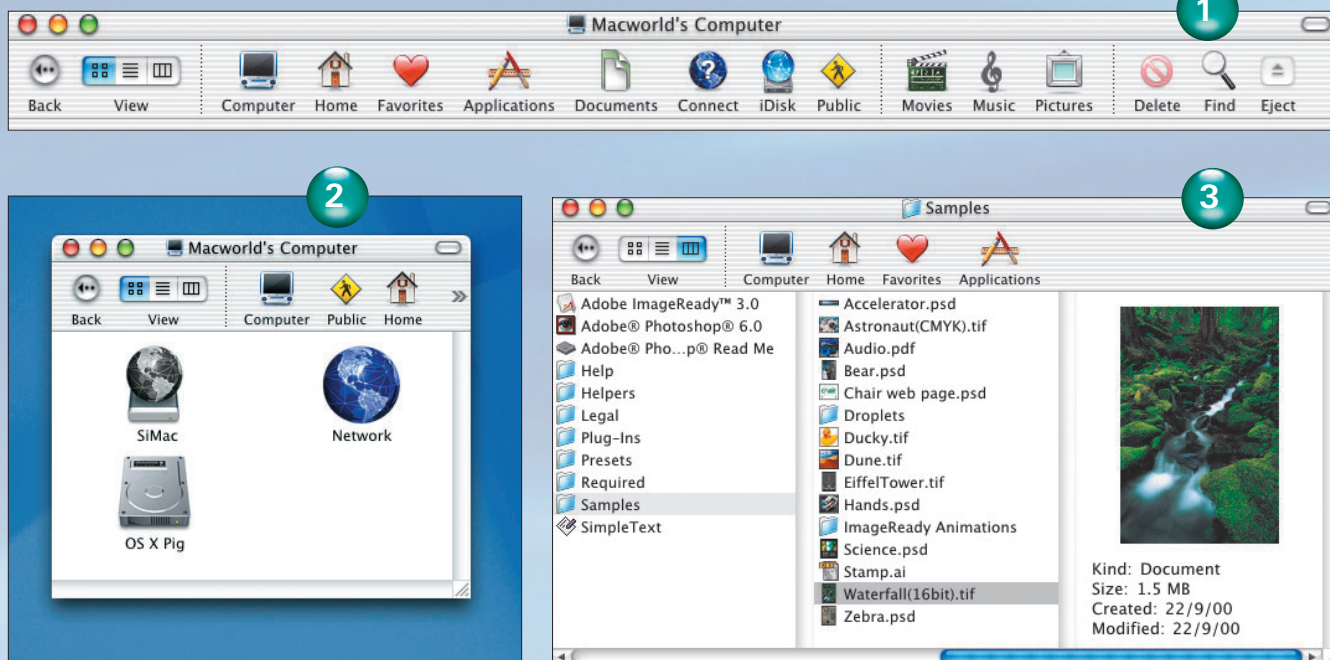 1
Macworld's Computer
Back View Computer Home Favorites Applications Documents Connect iDisk Public Movies Music Pictures Delete Find Eject
2
Macworld's Computer
Back View Computer Public Home »
SiMac Network
OS X Pig
3
Samples
Back View Computer Home Favorites Applications
Adobe ImageReady™ 3.0
Adobe® Photoshop® 6.0
Adobe® Pho...p® Read Me
Help
Helpers
Legal
Plug-Ins
Presets
Required
Samples
SimpleText
Accelerator.psd
Astronaut(CMYK).tif
Audio.pdf
Bear.psd
Chair web page.psd
Droplets
Ducky.tif
Dune.tif
EiffelTower.tif
Hands.psd
ImageReady Animations
Science.psd
Stamp.ai
Waterfall(16bit).tif
Zebra.psd
Kind: Document
Size: 1.5 MB
Created: 22/9/00
Modified: 22/9/00